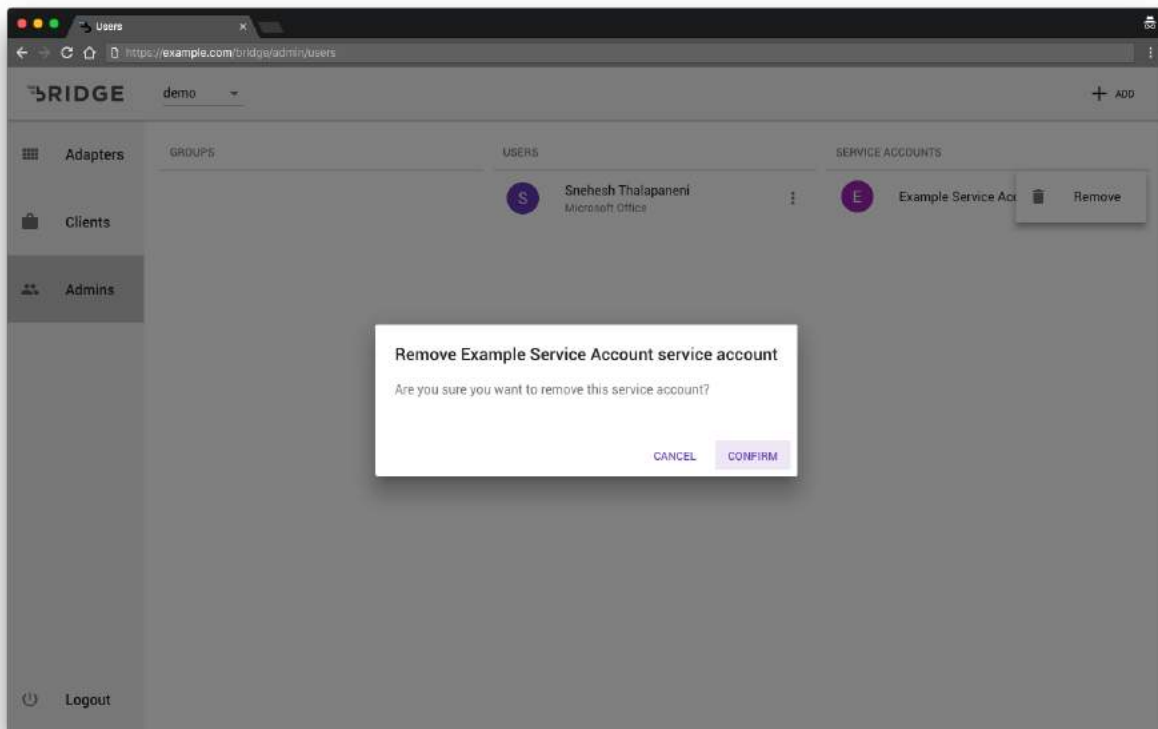 Users
https://example.com/bridge/admin/users
BRIDGE
demo
ADD
Adapters
Clients
Admins
Logout
GROUPS
USERS
S
Snehesh Thalapaneni
Microsoft Office
SERVICE ACCOUNTS
E
Example Service Acc
Remove
Remove Example Service Account service account
Are you sure you want to remove this service account?
CANCEL CONFIRM